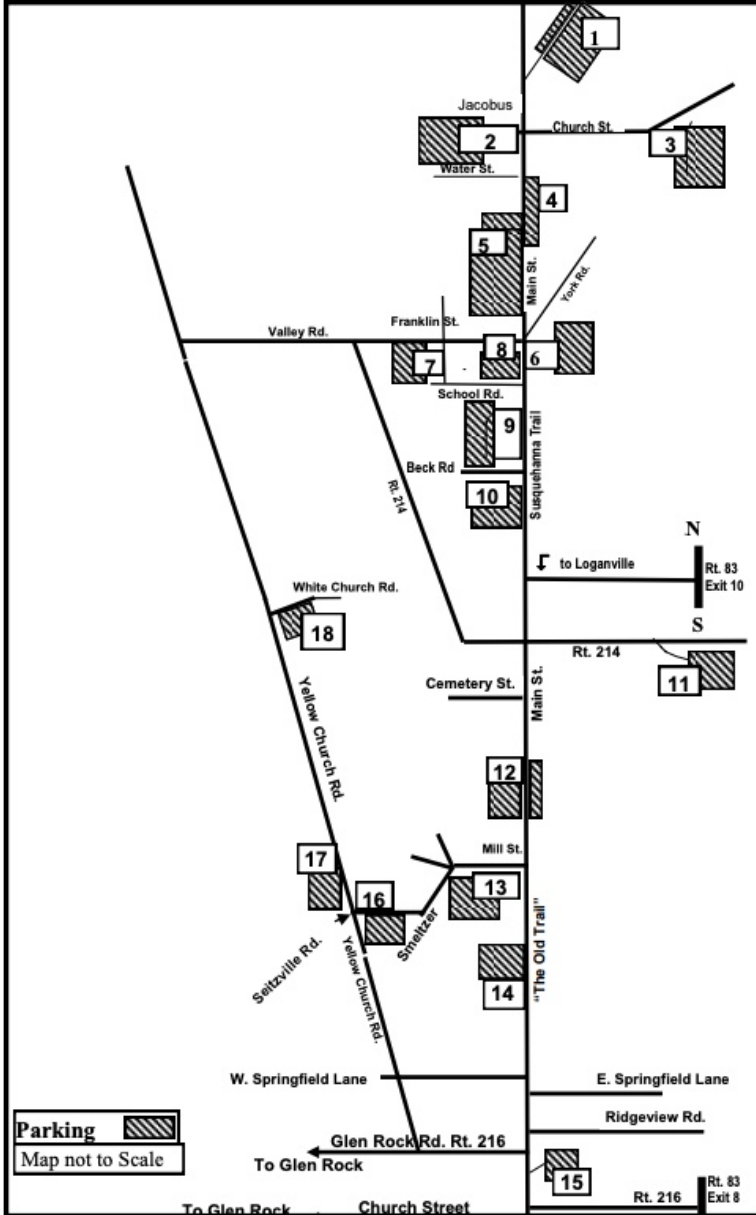 1
Jacobus
2
Church St.
3
Water St.
4
5
Main St.
York Rd.
Franklin St.
Valley Rd.
8
6
7
School Rd.
9
Susquehanna Trail
Beck Rd
Rt. 214
10
N
to Loganville
Rt. 83
Exit 10
White Church Rd.
S
18
Rt. 214
11
Cemetery St.
Main St.
Yellow Church Rd.
12
Mill St.
17
13
16
Smeltzer
Seitzville Rd.
"The Old Trail"
Yellow Church Rd.
14
W. Springfield Lane
E. Springfield Lane
Ridgeview Rd.
Parking
Map not to Scale
Glen Rock Rd. Rt. 216
To Glen Rock
15
Rt. 83
Exit 8
Rt. 216
To Glen Rock
Church Street